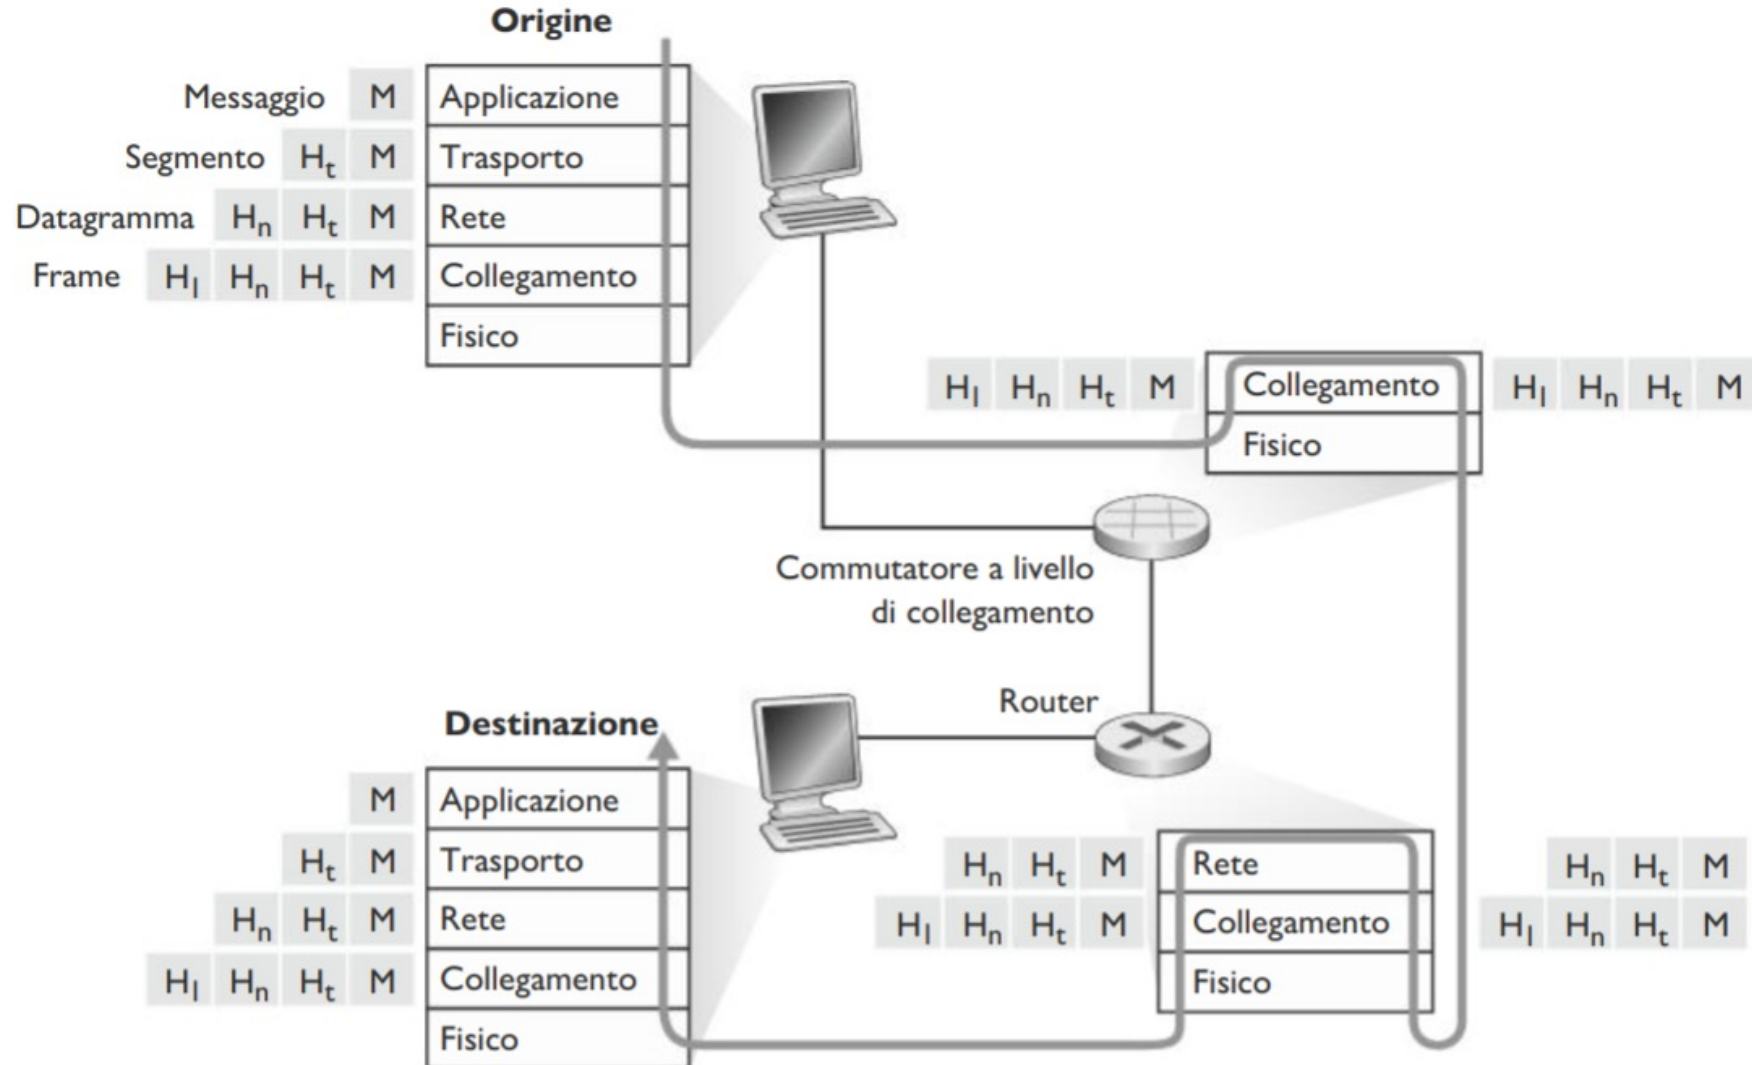 Origine
Messaggio M Applicazione
Segmento Ht M Trasporto
Datagramma Hn Ht M Rete
Frame Hl Hn Ht M Collegamento
Fisico
Hl Hn Ht M Collegamento Hl Hn Ht M
Fisico
Commutatore a livello
di collegamento
Router
Destinazione
M Applicazione
Ht M Trasporto
Hn Ht M Rete
Hl Hn Ht M Collegamento
Fisico
Hn Ht M Rete Hn Ht M
Hl Hn Ht M Collegamento Hl Hn Ht M
Fisico